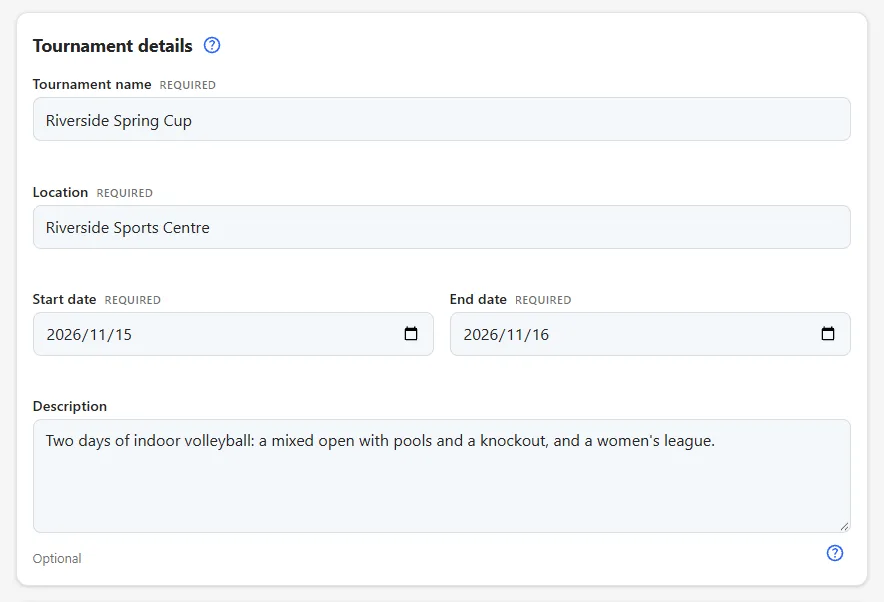 Tournament details
Tournament name REQUIRED
Riverside Spring Cup
Location REQUIRED
Riverside Sports Centre
Start date REQUIRED
End date REQUIRED
2026/11/15
2026/11/16
Description
Two days of indoor volleyball: a mixed open with pools and a knockout, and a women's league.
Optional